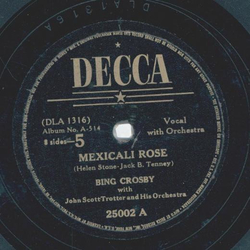 DECCA
(DLA 1316)
Album No. A-514
8 sides—5
Vocal
with Orchestra
MEXICALI ROSE
(Helen Stone-Jack B. Tenney)
BING CROSBY
with
John Scott Trotter and His Orchestra
25002 A